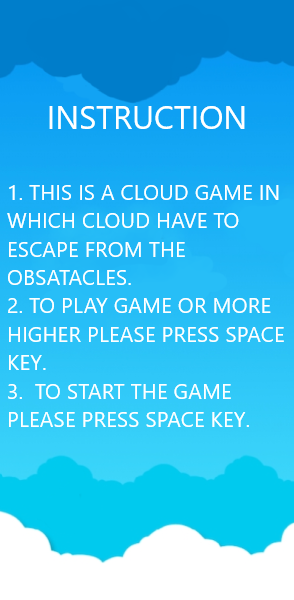 INSTRUCTION
1. THIS IS A CLOUD GAME IN
WHICH CLOUD HAVE TO
ESCAPE FROM THE
OBSATACLES.
2. TO PLAY GAME OR MORE
HIGHER PLEASE PRESS SPACE
KEY.
3.  TO START THE GAME
PLEASE PRESS SPACE KEY.